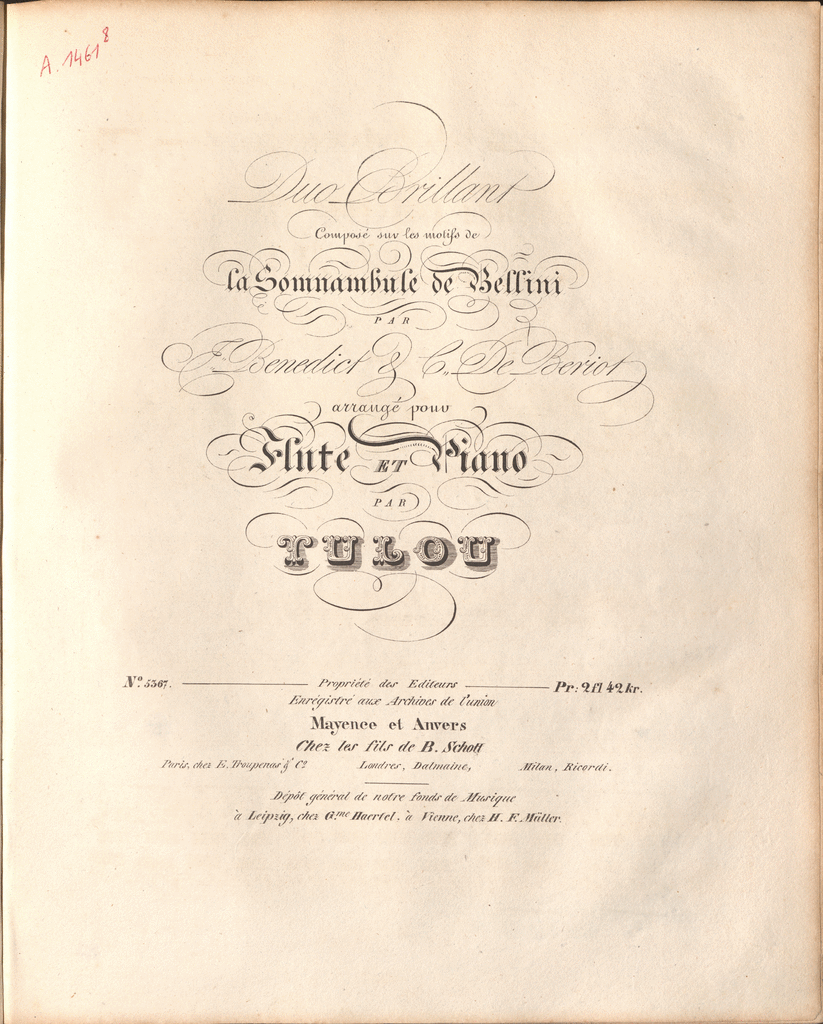 A. 1461 8
Duo Brillant
Composé sur les motifs de
la Somnambule de Bellini
PAR
J. Benedict & C. De Beriot
arrangé pour
Flute ET Piano
PAR
TULOU
No. 5367. Propriété des Editeurs Pr: 2 fl 42 kr.
Enrégistré aux Archives de l'union
Mayence et Anvers
Chez les fils de B. Schott
Paris, chez E. Troupenas & Co. Londres, Dalmaine, Milan, Ricordi.
Dépôt général de notre fonds de Musique
à Leipzig, chez G.me Haertel. à Vienne, chez H. F. Müller.